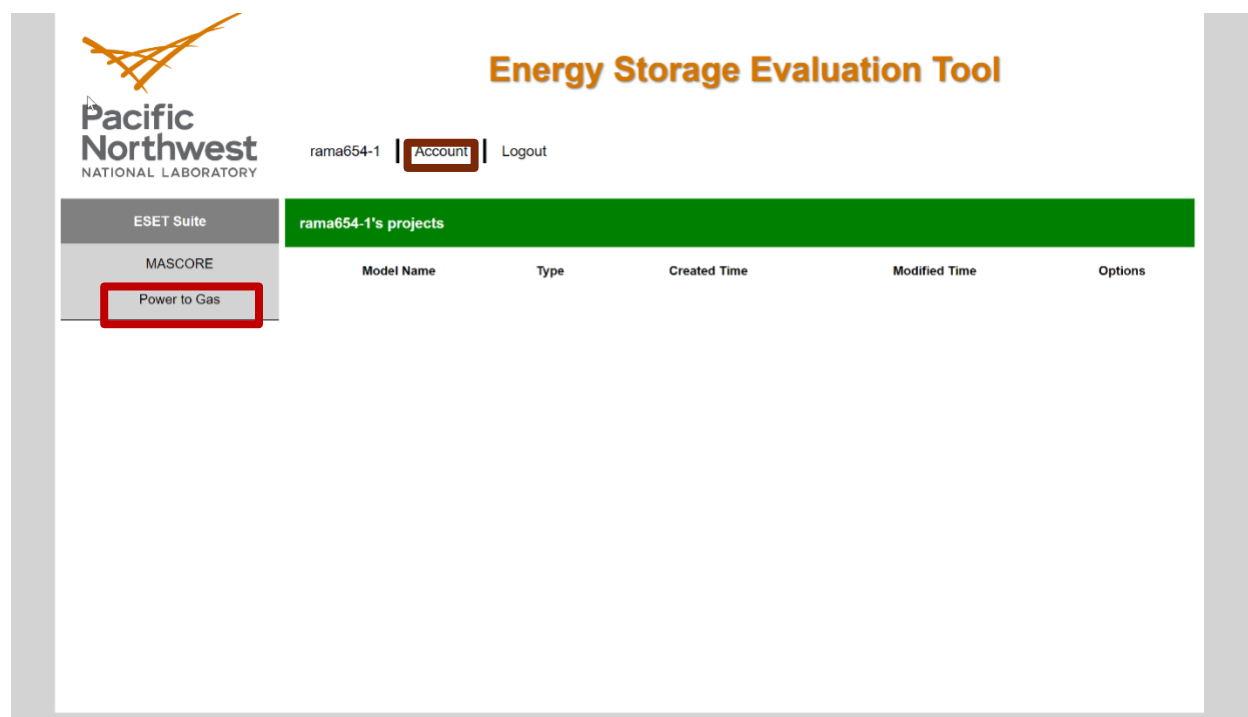 Energy Storage Evaluation Tool
Pacific
Northwest
NATIONAL LABORATORY
rama654-1 Account Logout
ESET Suite
MASCORE
Power to Gas
rama654-1's projects
Model Name Type Created Time Modified Time Options